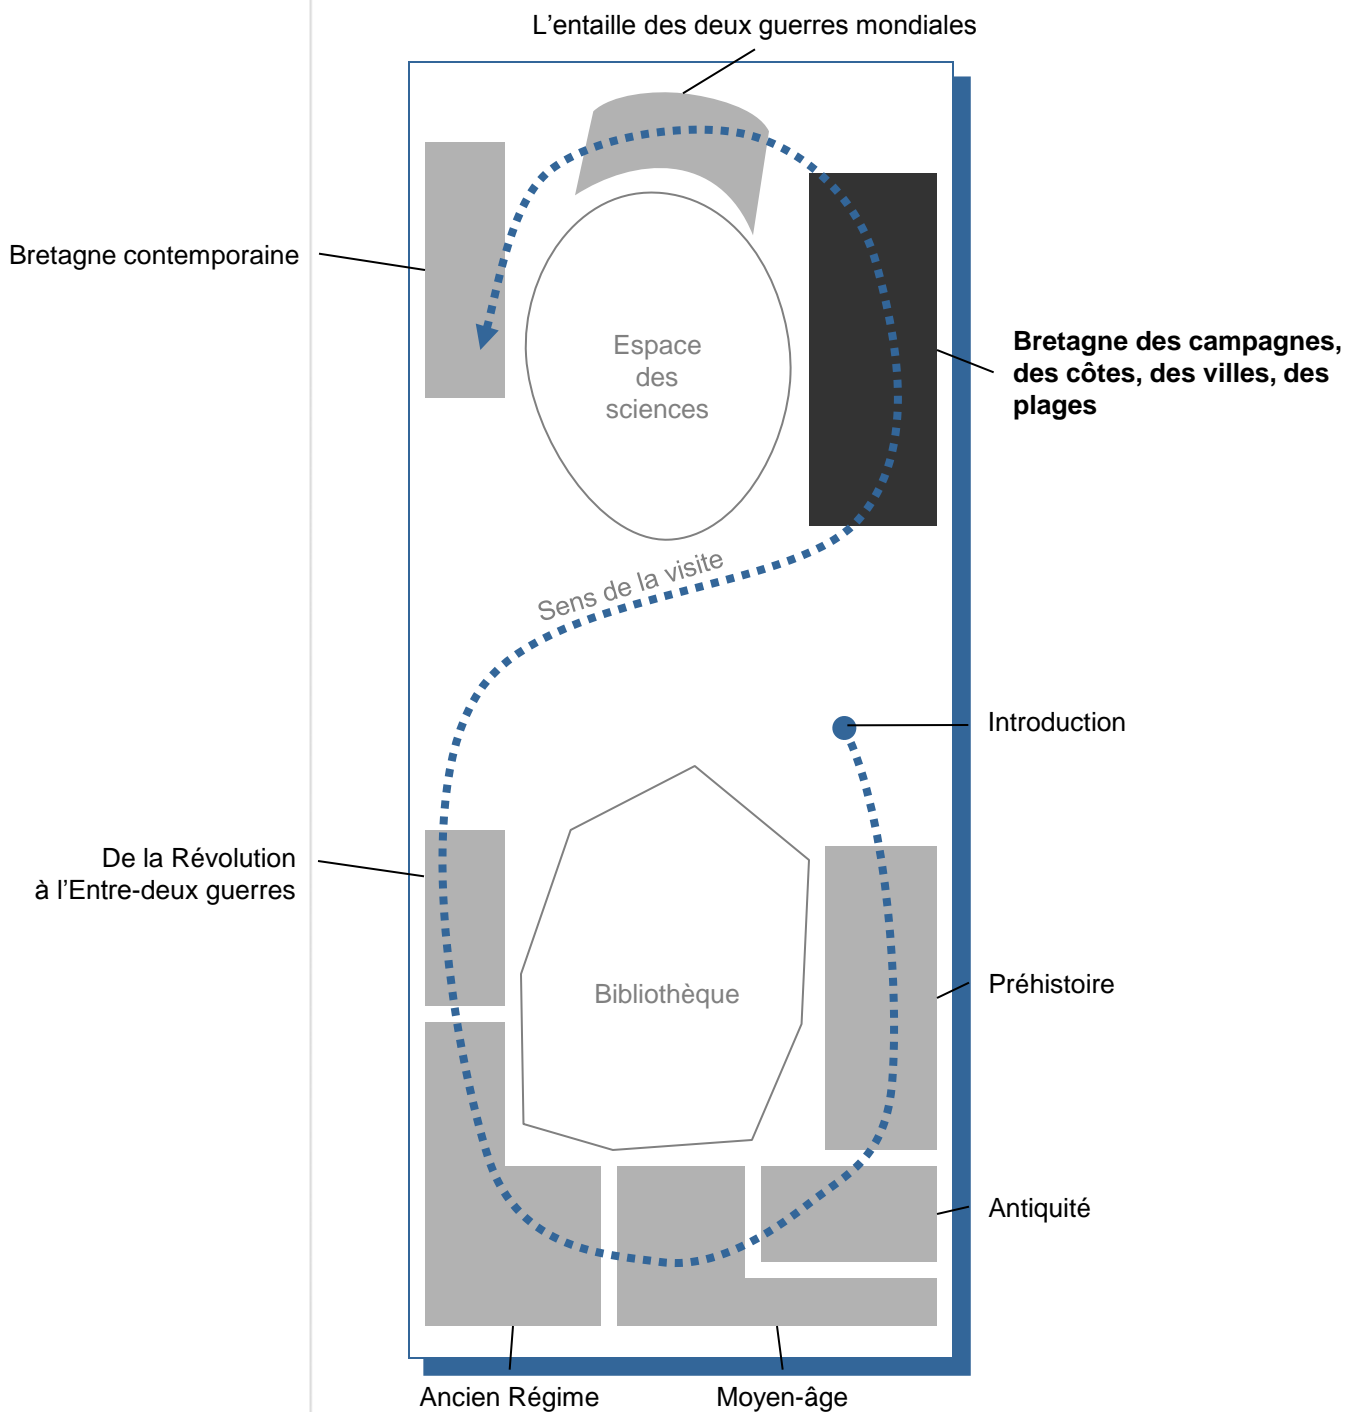 L'entaille des deux guerres mondiales
Bretagne contemporaine
Espace
des
sciences
Bretagne des campagnes,
des côtes, des villes, des
plages
Sens de la visite
Introduction
De la Révolution
à l'Entre-deux guerres
Bibliothèque
Préhistoire
Antiquité
Ancien Régime
Moyen-âge